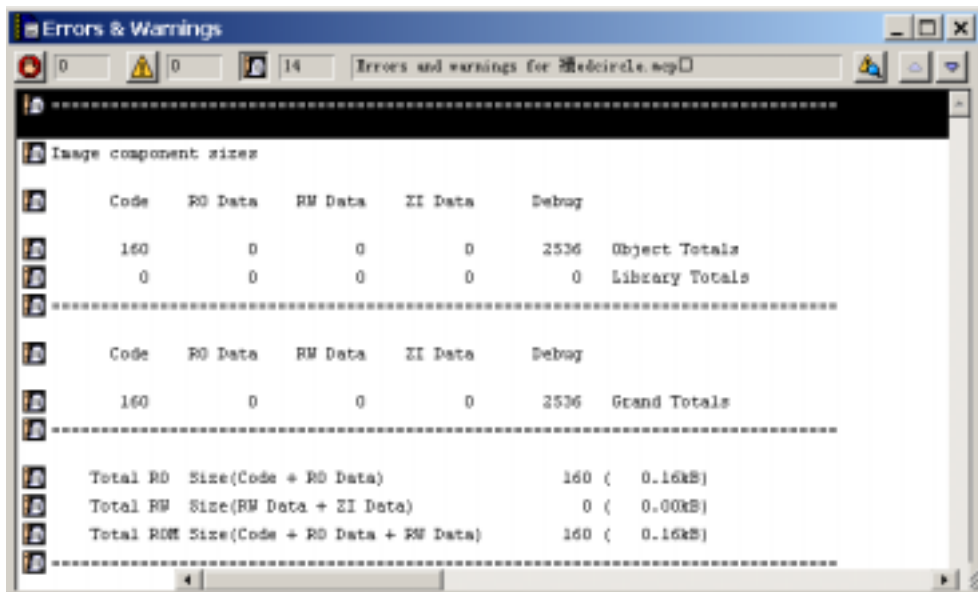 Errors & Warnings
0 0 14 Errors and warnings for edcircle.mcp
================================================================================
Image component sizes
Code RO Data RW Data ZI Data Debug
160 0 0 0 2536 Object Totals
0 0 0 0 0 Library Totals
================================================================================
Code RO Data RW Data ZI Data Debug
160 0 0 0 2536 Grand Totals
================================================================================
Total RO Size(Code + RO Data) 160 ( 0.16kB)
Total RW Size(RW Data + ZI Data) 0 ( 0.00kB)
Total ROM Size(Code + RO Data + RW Data) 160 ( 0.16kB)
================================================================================